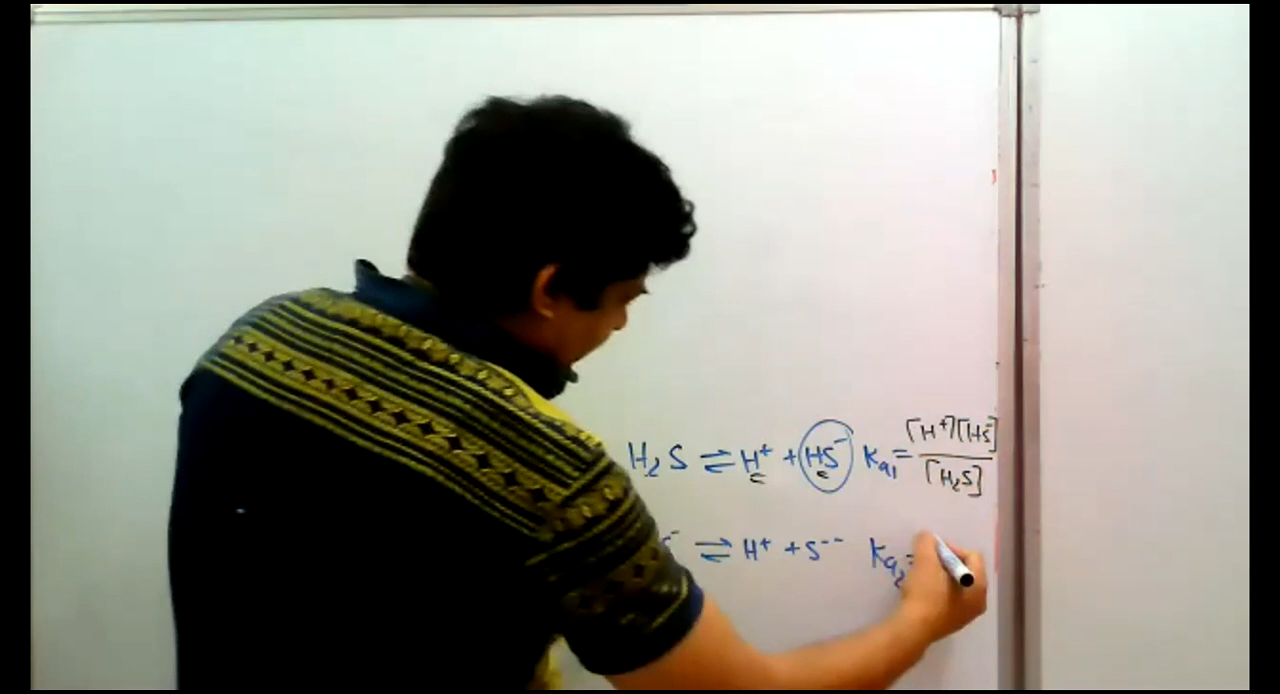 H₂S ⇌ H⁺ + HS⁻ Ka₁ = [H⁺][HS⁻] / [H₂S]
⁻ ⇌ H⁺ + S⁻⁻ Ka₂ =